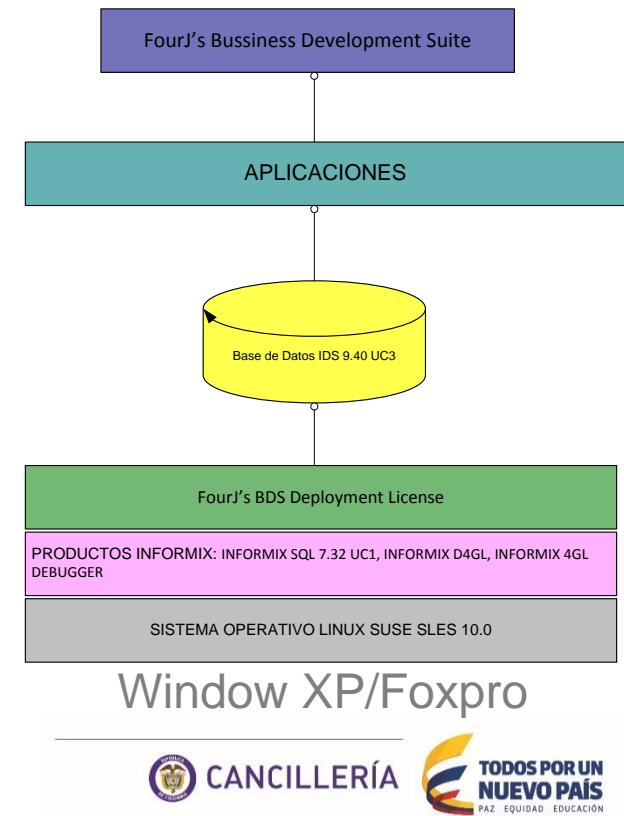 FourJ's Bussiness Development Suite
APLICACIONES
Base de Datos IDS 9.40 UC3
FourJ's BDS Deployment License
PRODUCTOS INFORMIX: INFORMIX SQL 7.32 UC1, INFORMIX D4GL, INFORMIX 4GL
DEBUGGER
SISTEMA OPERATIVO LINUX SUSE SLES 10.0
Window XP/Foxpro
CANCILLERÍA
TODOS POR UN
NUEVO PAÍS
PAZ EQUIDAD EDUCACIÓN